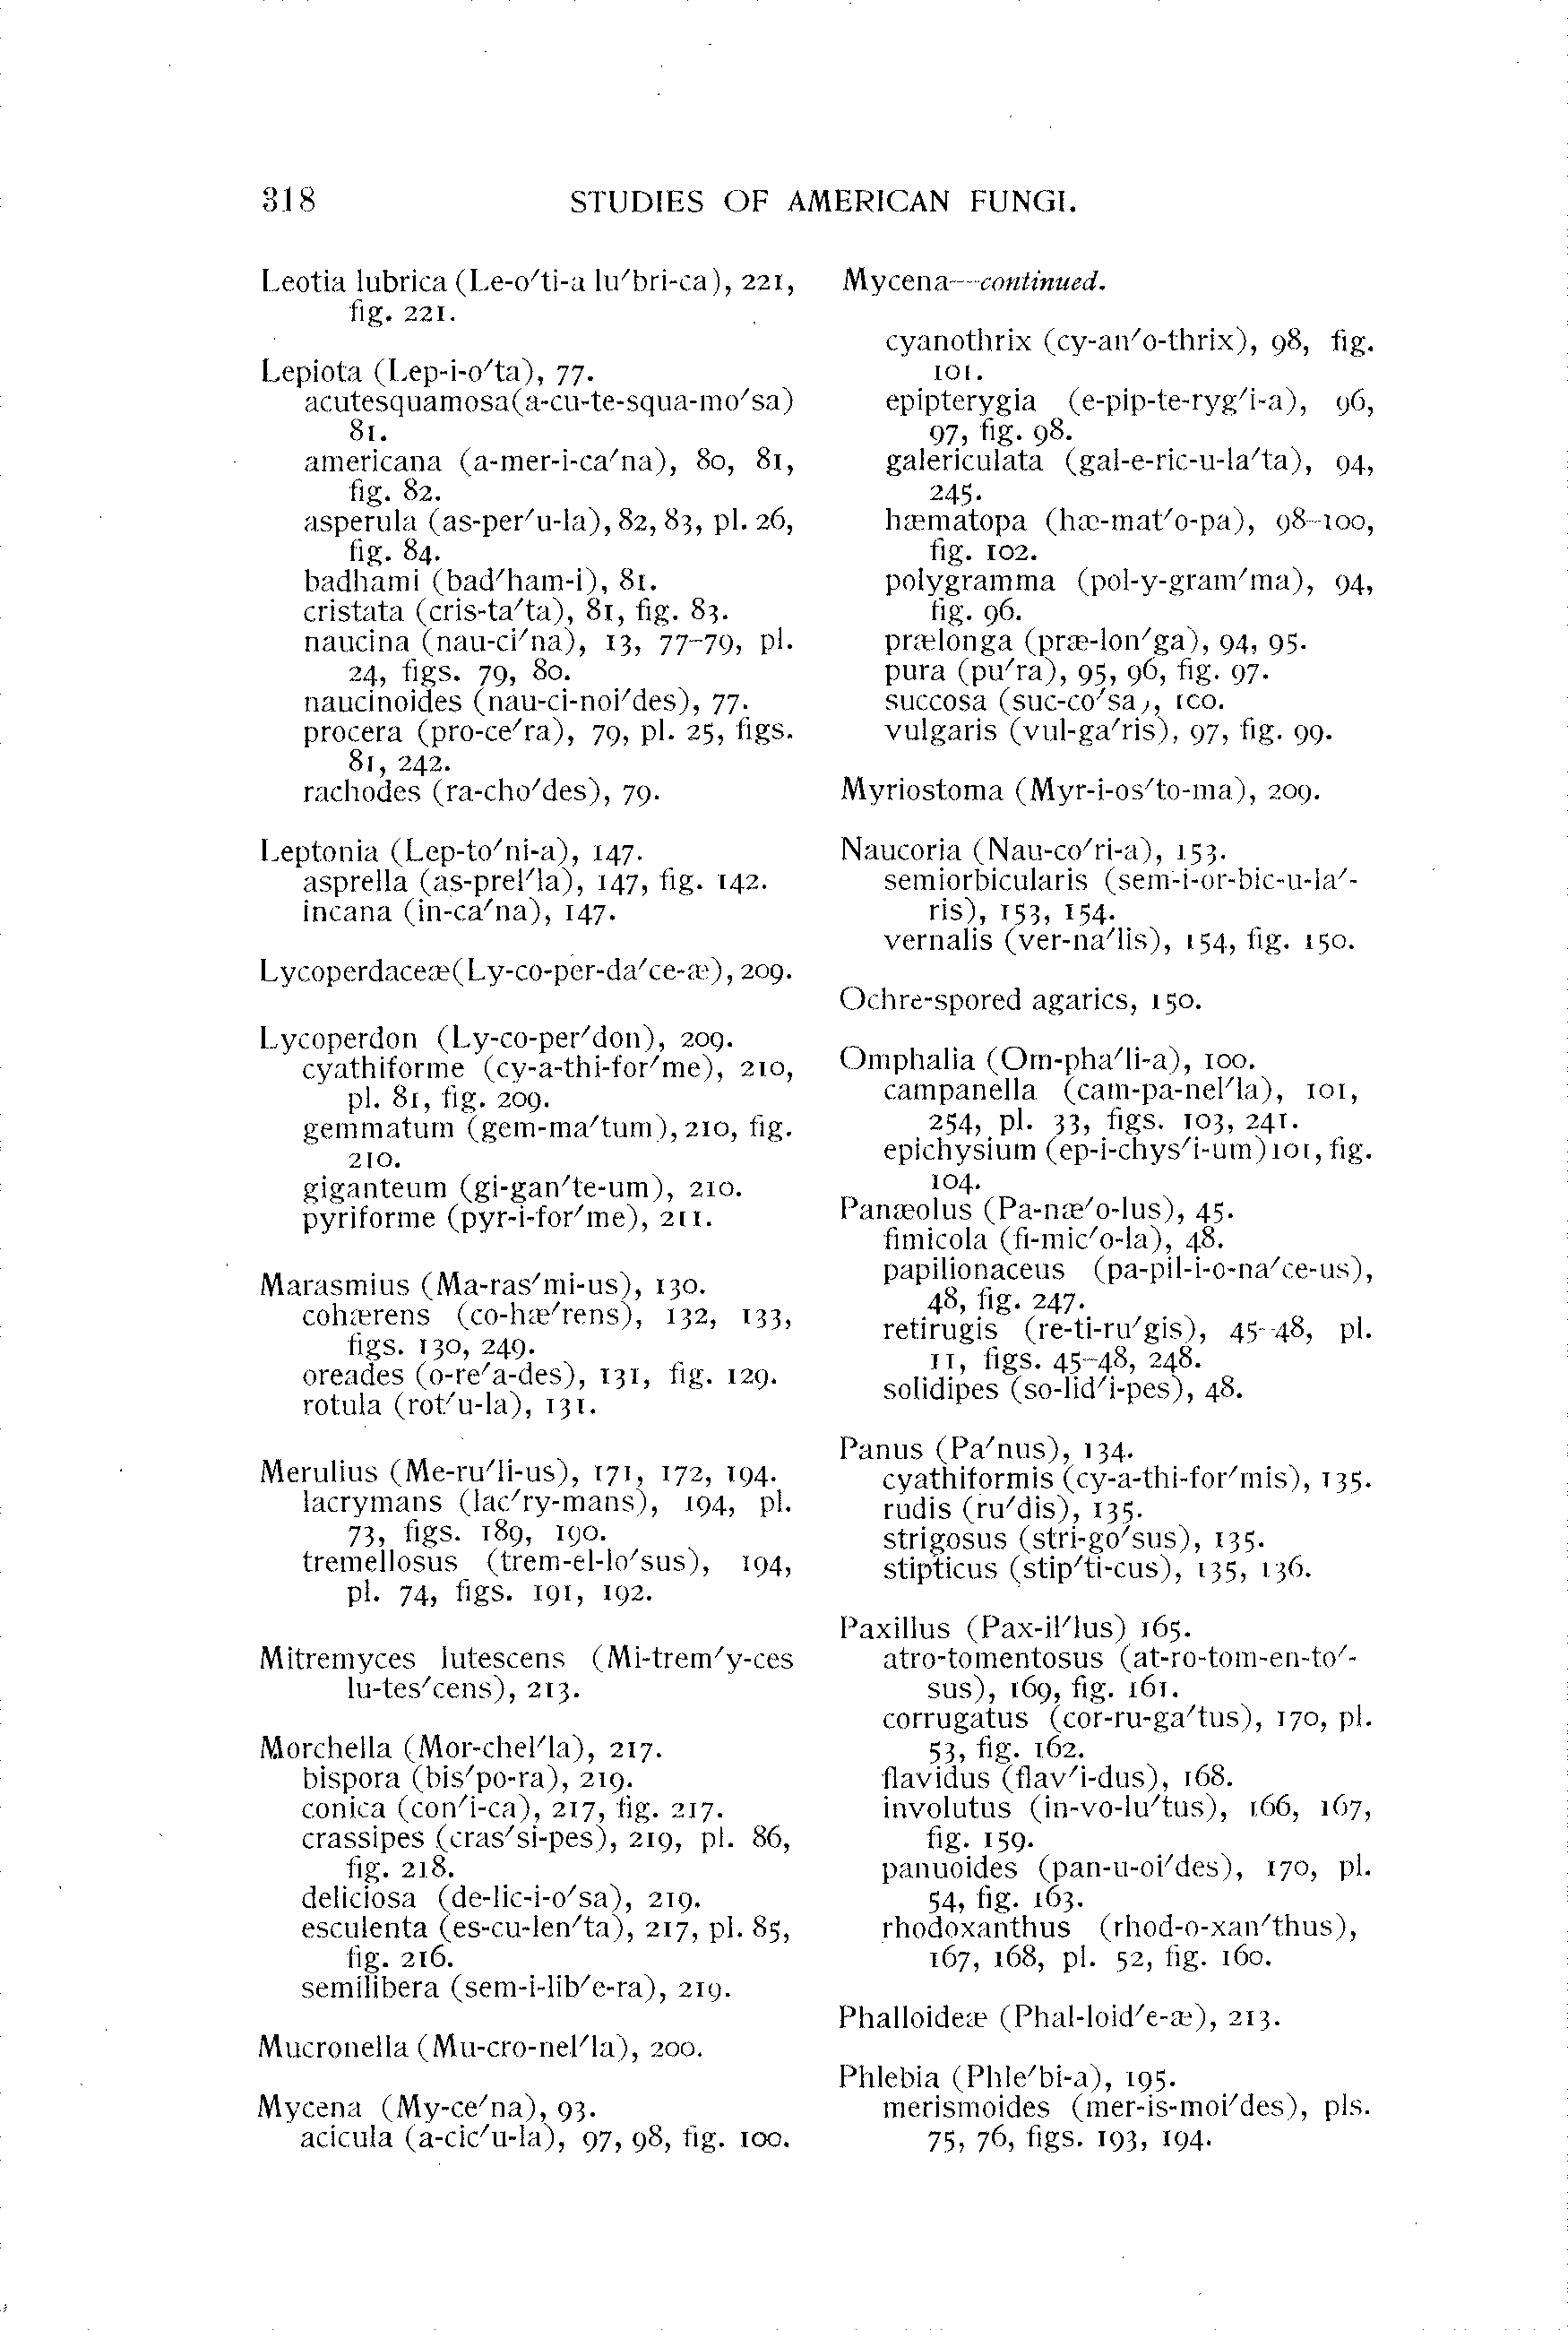 318 STUDIES OF AMERICAN FUNGI.
Leotia lubrica (Le-o′ti-a lu′bri-ca), 221,
fig. 221.
Lepiota (Lep-i-o′ta), 77.
acutesquamosa(a-cu-te-squa-mo′sa)
81.
americana (a-mer-i-ca′na), 80, 81,
fig. 82.
asperula (as-per′u-la), 82, 83, pl. 26,
fig. 84.
badhami (bad′ham-i), 81.
cristata (cris-ta′ta), 81, fig. 83.
naucina (nau-ci′na), 13, 77–79, pl.
24, figs. 79, 80.
naucinoides (nau-ci-noi′des), 77.
procera (pro-ce′ra), 79, pl. 25, figs.
81, 242.
rachodes (ra-cho′des), 79.
Leptonia (Lep-to′ni-a), 147.
asprella (as-prel′la), 147, fig. 142.
incana (in-ca′na), 147.
Lycoperdaceæ(Ly-co-per-da′ce-æ), 209.
Lycoperdon (Ly-co-per′don), 209.
cyathiforme (cy-a-thi-for′me), 210,
pl. 81, fig. 209.
gemmatum (gem-ma′tum), 210, fig.
210.
giganteum (gi-gan′te-um), 210.
pyriforme (pyr-i-for′me), 211.
Marasmius (Ma-ras′mi-us), 130.
cohærens (co-hæ′rens), 132, 133,
figs. 130, 249.
oreades (o-re′a-des), 131, fig. 129.
rotula (rot′u-la), 131.
Merulius (Me-ru′li-us), 171, 172, 194.
lacrymans (lac′ry-mans), 194, pl.
73, figs. 189, 190.
tremellosus (trem-el-lo′sus), 194,
pl. 74, figs. 191, 192.
Mitremyces lutescens (Mi-trem′y-ces
lu-tes′cens), 213.
Morchella (Mor-chel′la), 217.
bispora (bis′po-ra), 219.
conica (con′i-ca), 217, fig. 217.
crassipes (cras′si-pes), 219, pl. 86,
fig. 218.
deliciosa (de-lic-i-o′sa), 219.
esculenta (es-cu-len′ta), 217, pl. 85,
fig. 216.
semilibera (sem-i-lib′e-ra), 219.
Mucronella (Mu-cro-nel′la), 200.
Mycena (My-ce′na), 93.
acicula (a-cic′u-la), 97, 98, fig. 100.
Mycena—continued.
cyanothrix (cy-an′o-thrix), 98, fig.
101.
epipterygia (e-pip-te-ryg′i-a), 96,
97, fig. 98.
galericulata (gal-e-ric-u-la′ta), 94,
245.
hæmatopa (hæ-mat′o-pa), 98–100,
fig. 102.
polygramma (pol-y-gram′ma), 94,
fig. 96.
prælonga (præ-lon′ga), 94, 95.
pura (pu′ra), 95, 96, fig. 97.
succosa (suc-co′sa), 100.
vulgaris (vul-ga′ris), 97, fig. 99.
Myriostoma (Myr-i-os′to-ma), 209.
Naucoria (Nau-co′ri-a), 153.
semiorbicularis (sem-i-or-bic-u-la′-
ris), 153, 154.
vernalis (ver-na′lis), 154, fig. 150.
Ochre-spored agarics, 150.
Omphalia (Om-pha′li-a), 100.
campanella (cam-pa-nel′la), 101,
254, pl. 33, figs. 103, 241.
epichysium (ep-i-chys′i-um)101, fig.
104.
Panæolus (Pa-næ′o-lus), 45.
fimicola (fi-mic′o-la), 48.
papilionaceus (pa-pil-i-o-na′ce-us),
48, fig. 247.
retirugis (re-ti-ru′gis), 45–48, pl.
11, figs. 45–48, 248.
solidipes (so-lid′i-pes), 48.
Panus (Pa′nus), 134.
cyathiformis (cy-a-thi-for′mis), 135.
rudis (ru′dis), 135.
strigosus (stri-go′sus), 135.
stipticus (stip′ti-cus), 135, 136.
Paxillus (Pax-il′lus) 165.
atro-tomentosus (at-ro-tom-en-to′-
sus), 169, fig. 161.
corrugatus (cor-ru-ga′tus), 170, pl.
53, fig. 162.
flavidus (flav′i-dus), 168.
involutus (in-vo-lu′tus), 166, 167,
fig. 159.
panuoides (pan-u-oi′des), 170, pl.
54, fig. 163.
rhodoxanthus (rhod-o-xan′thus),
167, 168, pl. 52, fig. 160.
Phalloideæ (Phal-loid′e-æ), 213.
Phlebia (Phle′bi-a), 195.
merismoides (mer-is-moi′des), pls.
75, 76, figs. 193, 194.